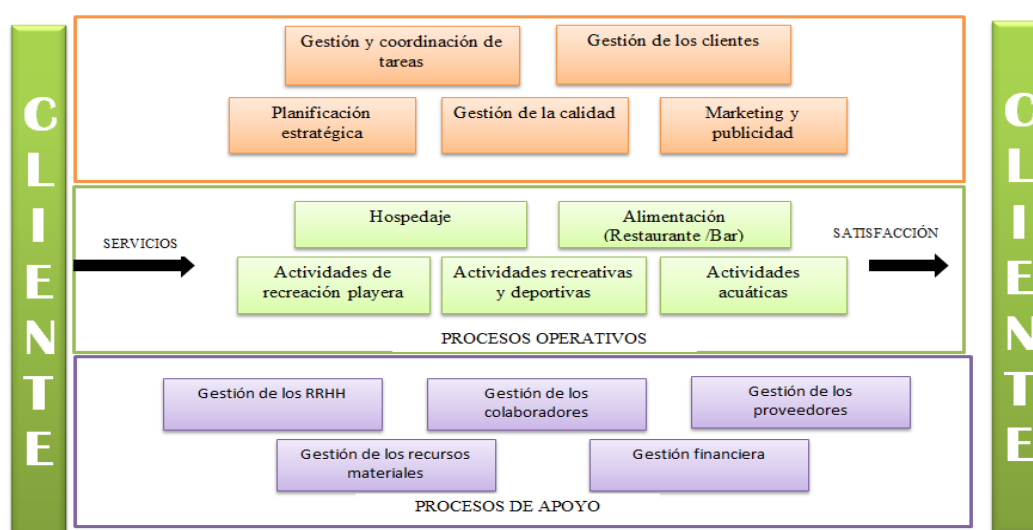 CLIENTE
Gestión y coordinación de
tareas
Gestión de los clientes
Planificación
estratégica
Gestión de la calidad
Marketing y
publicidad
SERVICIOS
Hospedaje
Alimentación
(Restaurante /Bar)
SATISFACCIÓN
Actividades de
recreación playera
Actividades recreativas
y deportivas
Actividades
acuáticas
PROCESOS OPERATIVOS
Gestión de los RRHH
Gestión de los
colaboradores
Gestión de los
proveedores
Gestión de los recursos
materiales
Gestión financiera
PROCESOS DE APOYO
CLIENTE